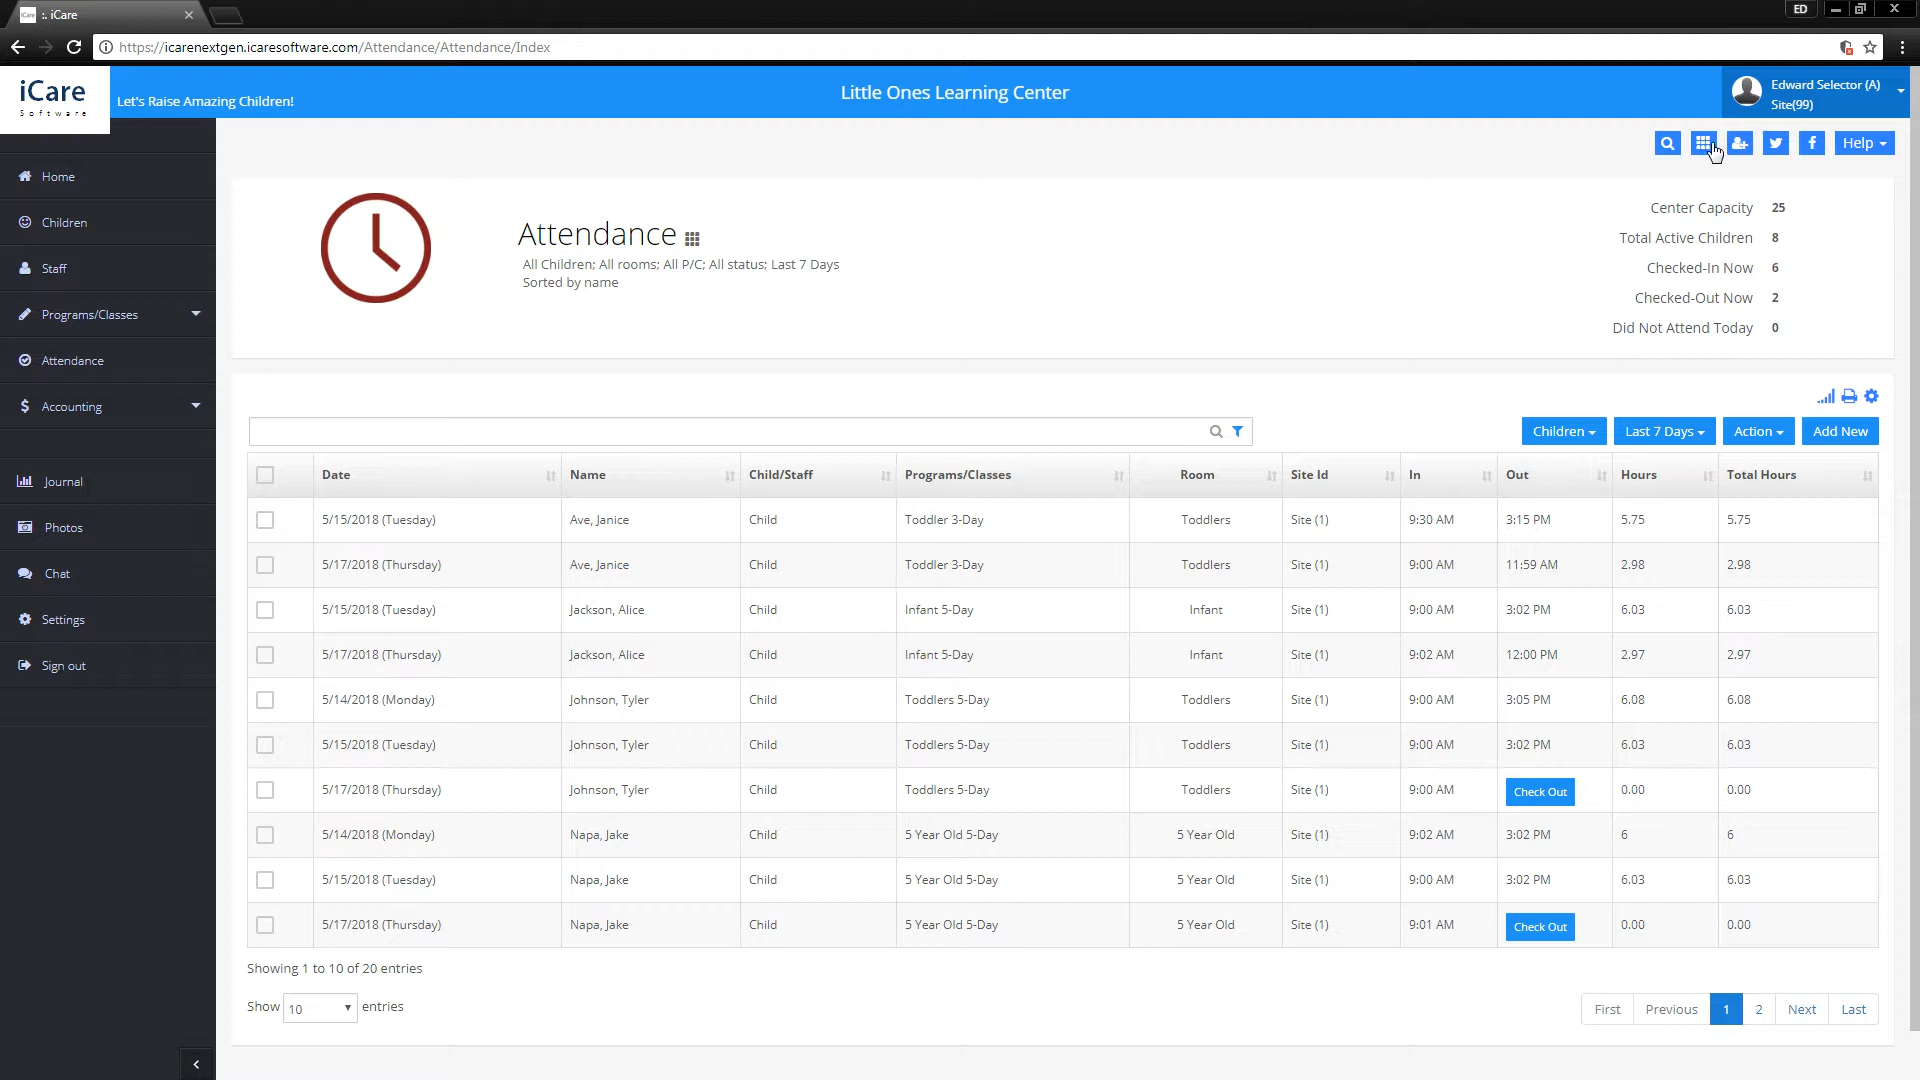 :. iCare
ED
https://icarenextgen.icaresoftware.com/Attendance/Attendance/Index
iCare
Software
Let's Raise Amazing Children!
Little Ones Learning Center
Edward Selector (A)
Site(99)
Help
Home
Children
Staff
Programs/Classes
Attendance
Accounting
Journal
Photos
Chat
Settings
Sign out
Attendance
All Children; All rooms; All P/C; All status; Last 7 Days
Sorted by name
Center Capacity 25
Total Active Children 8
Checked-In Now 6
Checked-Out Now 2
Did Not Attend Today 0
Children Last 7 Days Action Add New
Date Name Child/Staff Programs/Classes Room Site Id In Out Hours Total Hours
5/15/2018 (Tuesday) Ave, Janice Child Toddler 3-Day Toddlers Site (1) 9:30 AM 3:15 PM 5.75 5.75
5/17/2018 (Thursday) Ave, Janice Child Toddler 3-Day Toddlers Site (1) 9:00 AM 11:59 AM 2.98 2.98
5/15/2018 (Tuesday) Jackson, Alice Child Infant 5-Day Infant Site (1) 9:00 AM 3:02 PM 6.03 6.03
5/17/2018 (Thursday) Jackson, Alice Child Infant 5-Day Infant Site (1) 9:02 AM 12:00 PM 2.97 2.97
5/14/2018 (Monday) Johnson, Tyler Child Toddlers 5-Day Toddlers Site (1) 9:00 AM 3:05 PM 6.08 6.08
5/15/2018 (Tuesday) Johnson, Tyler Child Toddlers 5-Day Toddlers Site (1) 9:00 AM 3:02 PM 6.03 6.03
5/17/2018 (Thursday) Johnson, Tyler Child Toddlers 5-Day Toddlers Site (1) 9:00 AM Check Out 0.00 0.00
5/14/2018 (Monday) Napa, Jake Child 5 Year Old 5-Day 5 Year Old Site (1) 9:02 AM 3:02 PM 6 6
5/15/2018 (Tuesday) Napa, Jake Child 5 Year Old 5-Day 5 Year Old Site (1) 9:00 AM 3:02 PM 6.03 6.03
5/17/2018 (Thursday) Napa, Jake Child 5 Year Old 5-Day 5 Year Old Site (1) 9:01 AM Check Out 0.00 0.00
Showing 1 to 10 of 20 entries
Show 10 entries
First Previous 1 2 Next Last